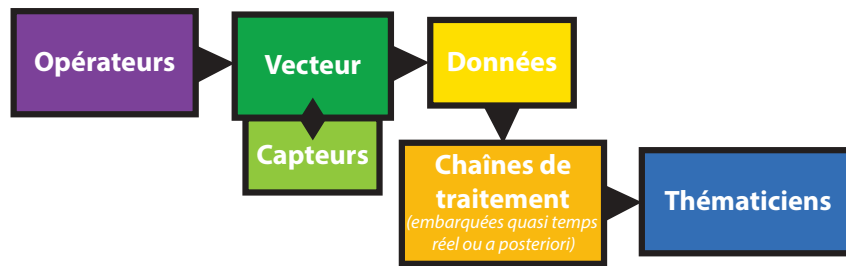 Opérateurs
Vecteur
Données
Capteurs
Chaînes de
traitement
(embarquées quasi temps
réel ou a posteriori)
Thématiciens